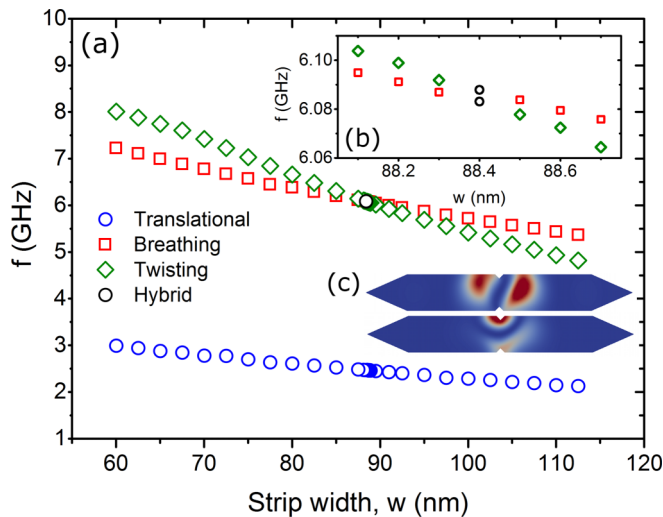 (a)
f (GHz)
9
8
7
6
5
4
3
2
1
60 70 80 90 100 110 120
Strip width, w (nm)
Translational
Breathing
Twisting
Hybrid
f (GHz)
6.10
6.08
6.06
(b)
88.2 88.4 88.6
w (nm)
(c)